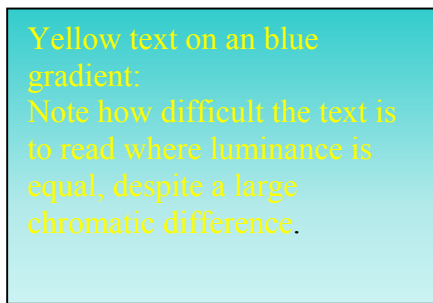 Yellow text on an blue
gradient:
Note how difficult the text is
to read where luminance is
equal, despite a large
chromatic difference.